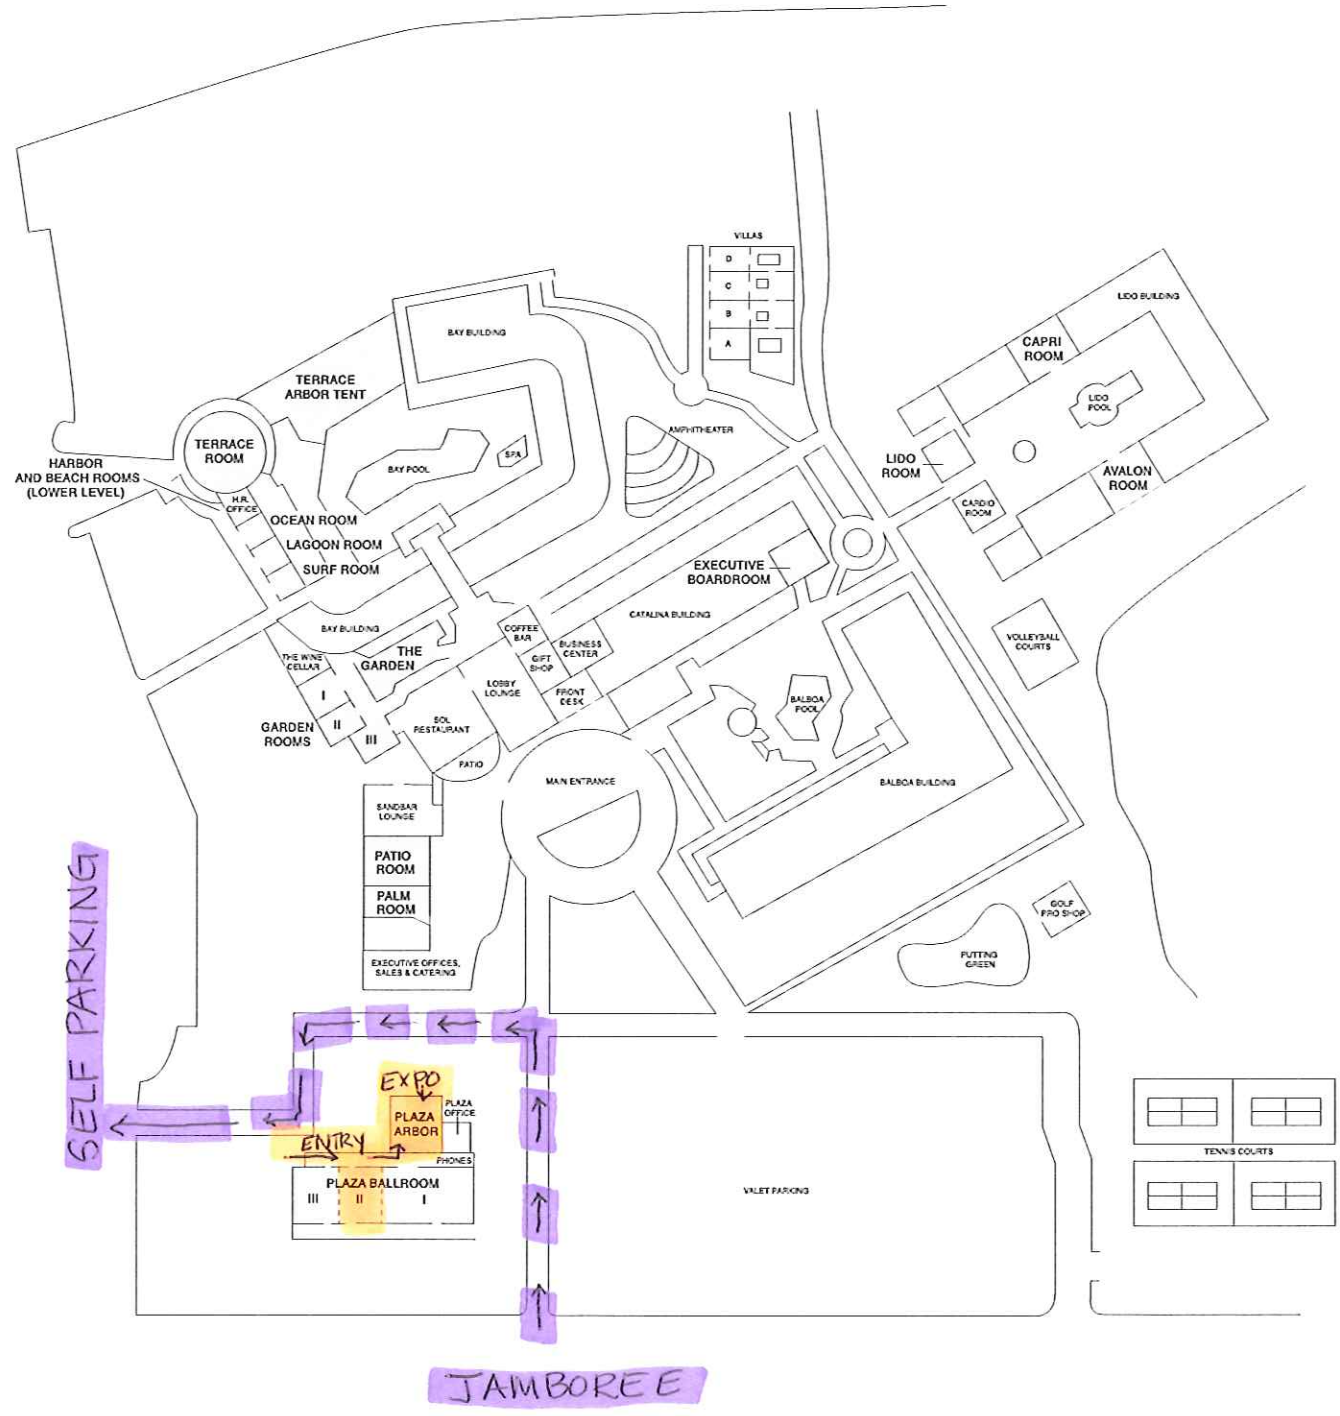 VILLAS
D
C
B
A
LIDO BUILDING
BAY BUILDING
CAPRI
ROOM
TERRACE
ARBOR TENT
LIDO
POOL
AMPHITHEATER
TERRACE
ROOM
SPA
BAY POOL
LIDO
ROOM
AVALON
ROOM
HARBOR
AND BEACH ROOMS
(LOWER LEVEL)
H.R.
OFFICE
CARDIO
ROOM
OCEAN ROOM
LAGOON ROOM
SURF ROOM
EXECUTIVE
BOARDROOM
CATALINA BUILDING
BAY BUILDING
COFFEE
BAR
BUSINESS
CENTER
VOLLEYBALL
COURTS
THE
GARDEN
THE WINE
CELLAR
GIFT
SHOP
LOBBY
LOUNGE
FRONT
DESK
I
II
III
GARDEN
ROOMS
SOL
RESTAURANT
BALBOA
POOL
PATIO
MAIN ENTRANCE
BALBOA BUILDING
SANDBAR
LOUNGE
PATIO
ROOM
PALM
ROOM
GOLF
PRO SHOP
PUTTING
GREEN
EXECUTIVE OFFICES,
SALES & CATERING
SELF PARKING
EXPO
PLAZA
ARBOR
PLAZA
OFFICE
ENTRY
PHONES
PLAZA BALLROOM
III
II
I
VALET PARKING
TENNIS COURTS
JAMBOREE